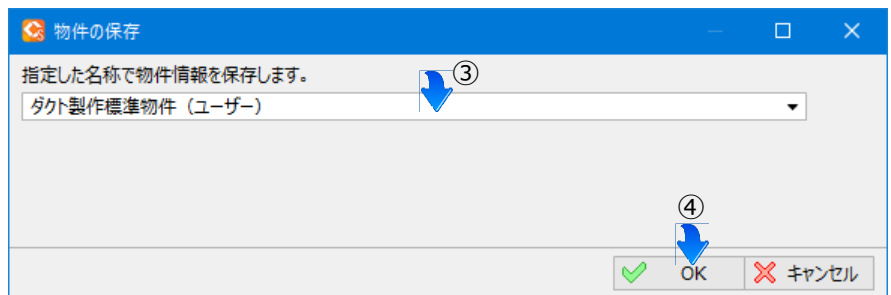 物件の保存
指定した名称で物件情報を保存します。
③
ダクト製作標準物件（ユーザー）
④
OK キャンセル